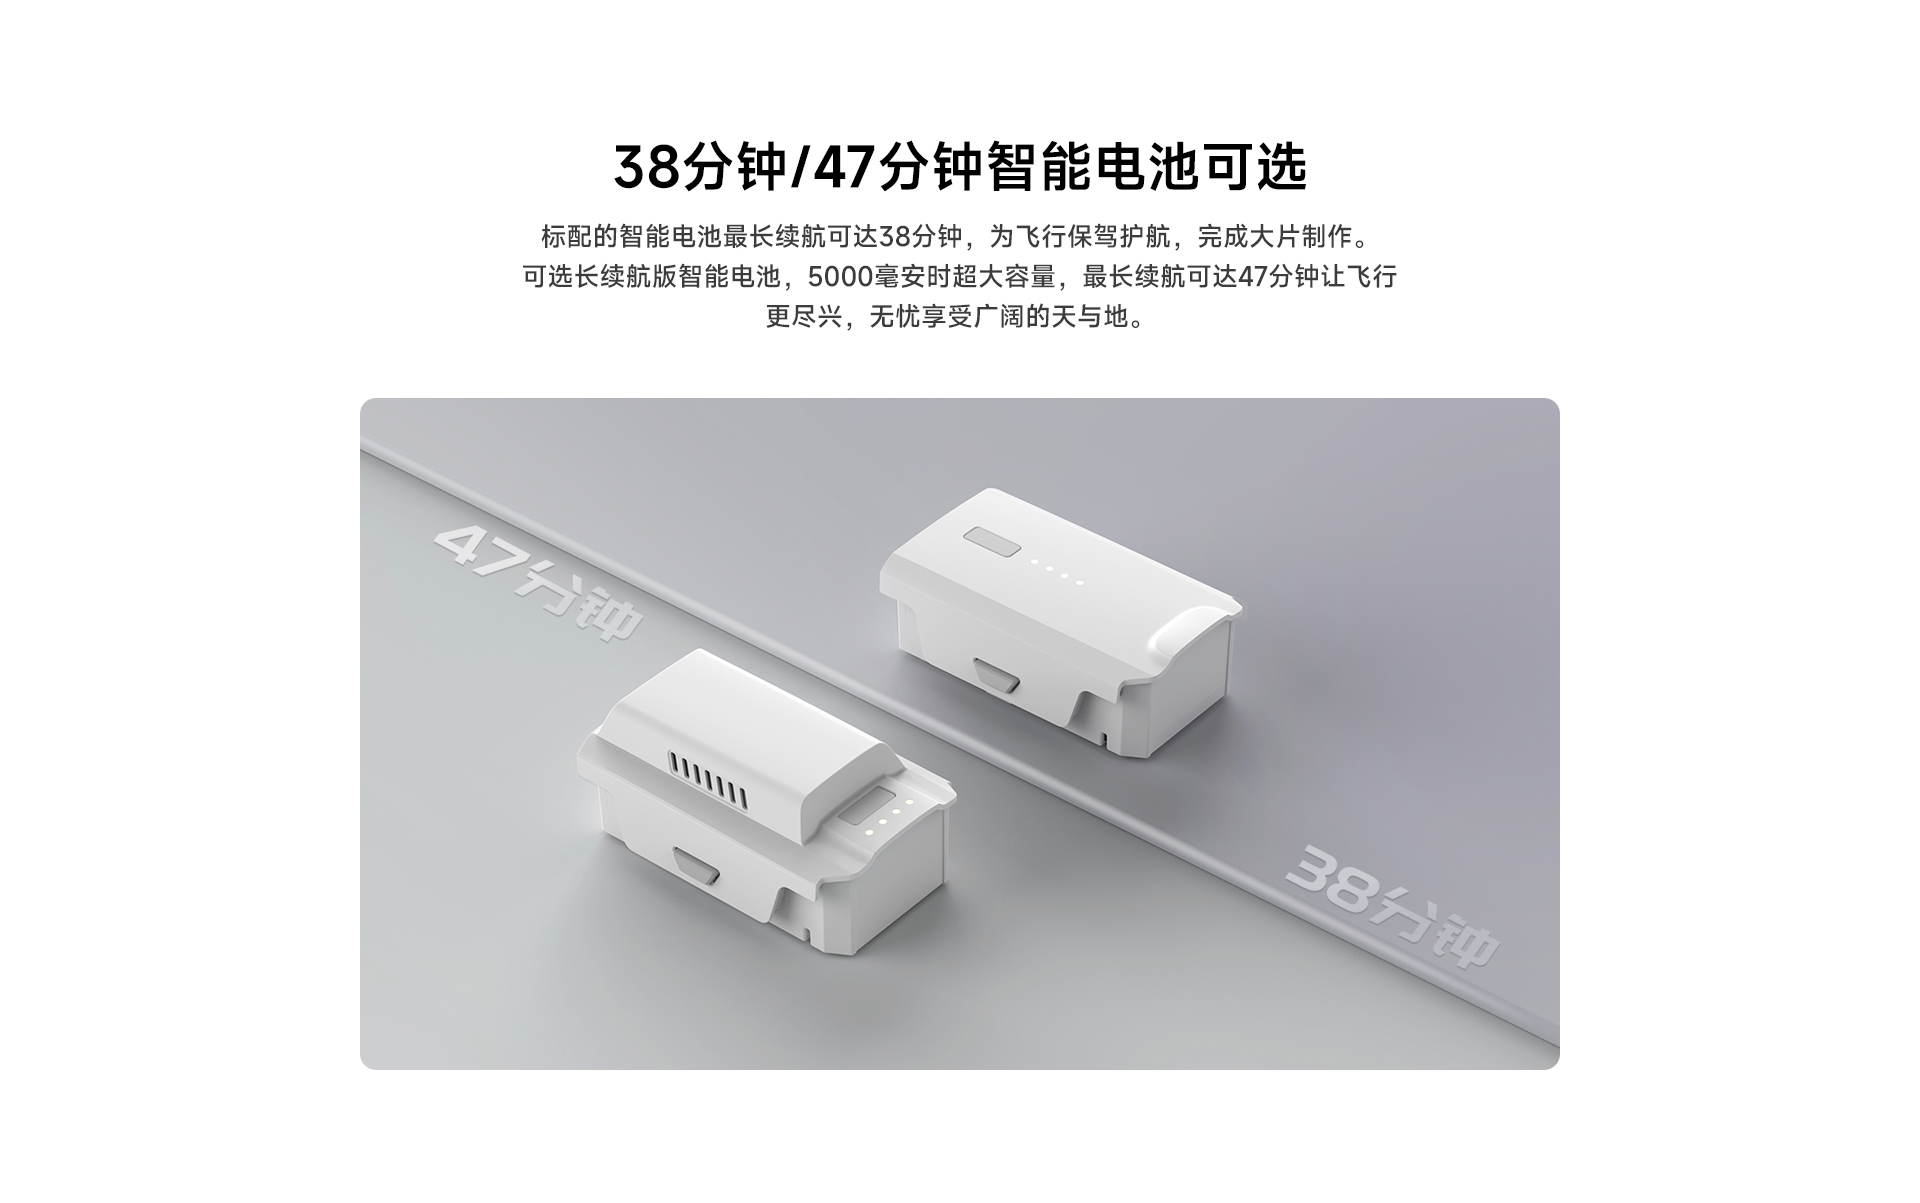 38分钟/47分钟智能电池可选
标配的智能电池最长续航可达38分钟，为飞行保驾护航，完成大片制作。
可选长续航版智能电池，5000毫安时超大容量，最长续航可达47分钟让飞行
更尽兴，无忧享受广阔的天与地。
47分钟
38分钟